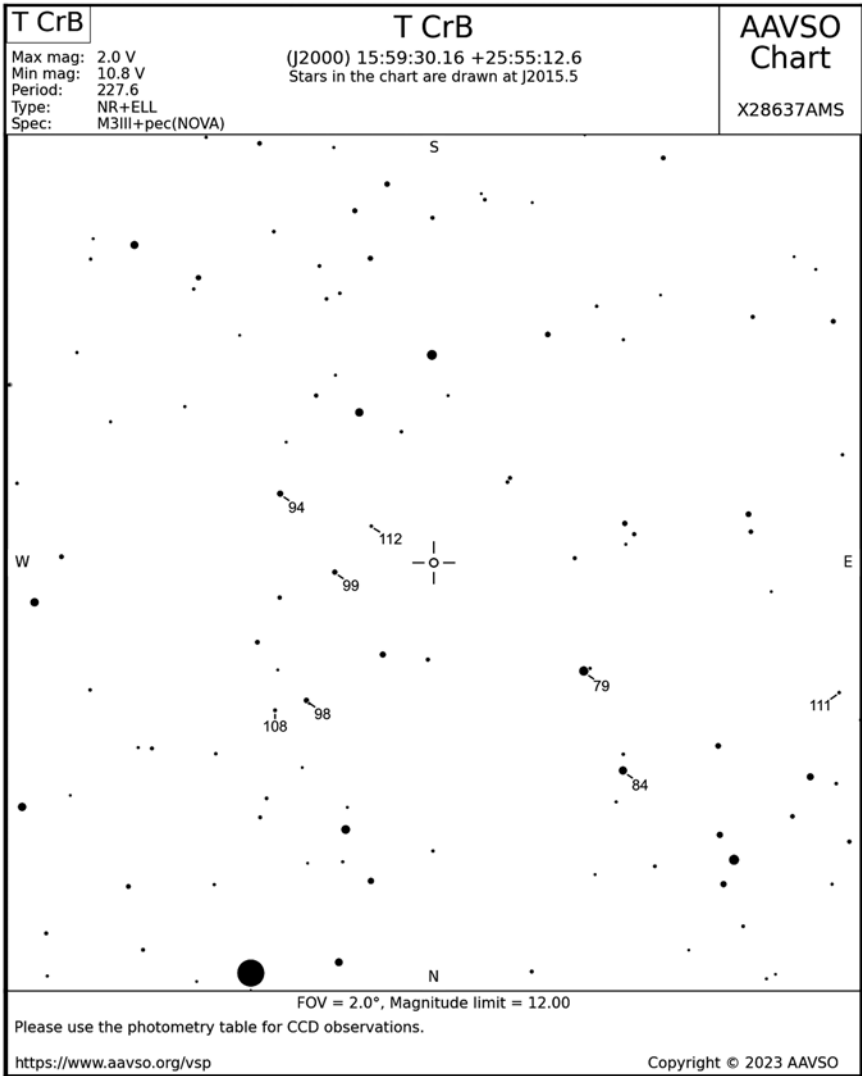 T CrB
Max mag: 2.0 V
Min mag: 10.8 V
Period: 227.6
Type: NR+ELL
Spec: M3III+pec(NOVA)
T CrB
(J2000) 15:59:30.16 +25:55:12.6
Stars in the chart are drawn at J2015.5
AAVSO
Chart
X28637AMS
S
94
112
W
E
99
79
98
111
108
84
N
FOV = 2.0°, Magnitude limit = 12.00
Please use the photometry table for CCD observations.
https://www.aavso.org/vsp
Copyright © 2023 AAVSO